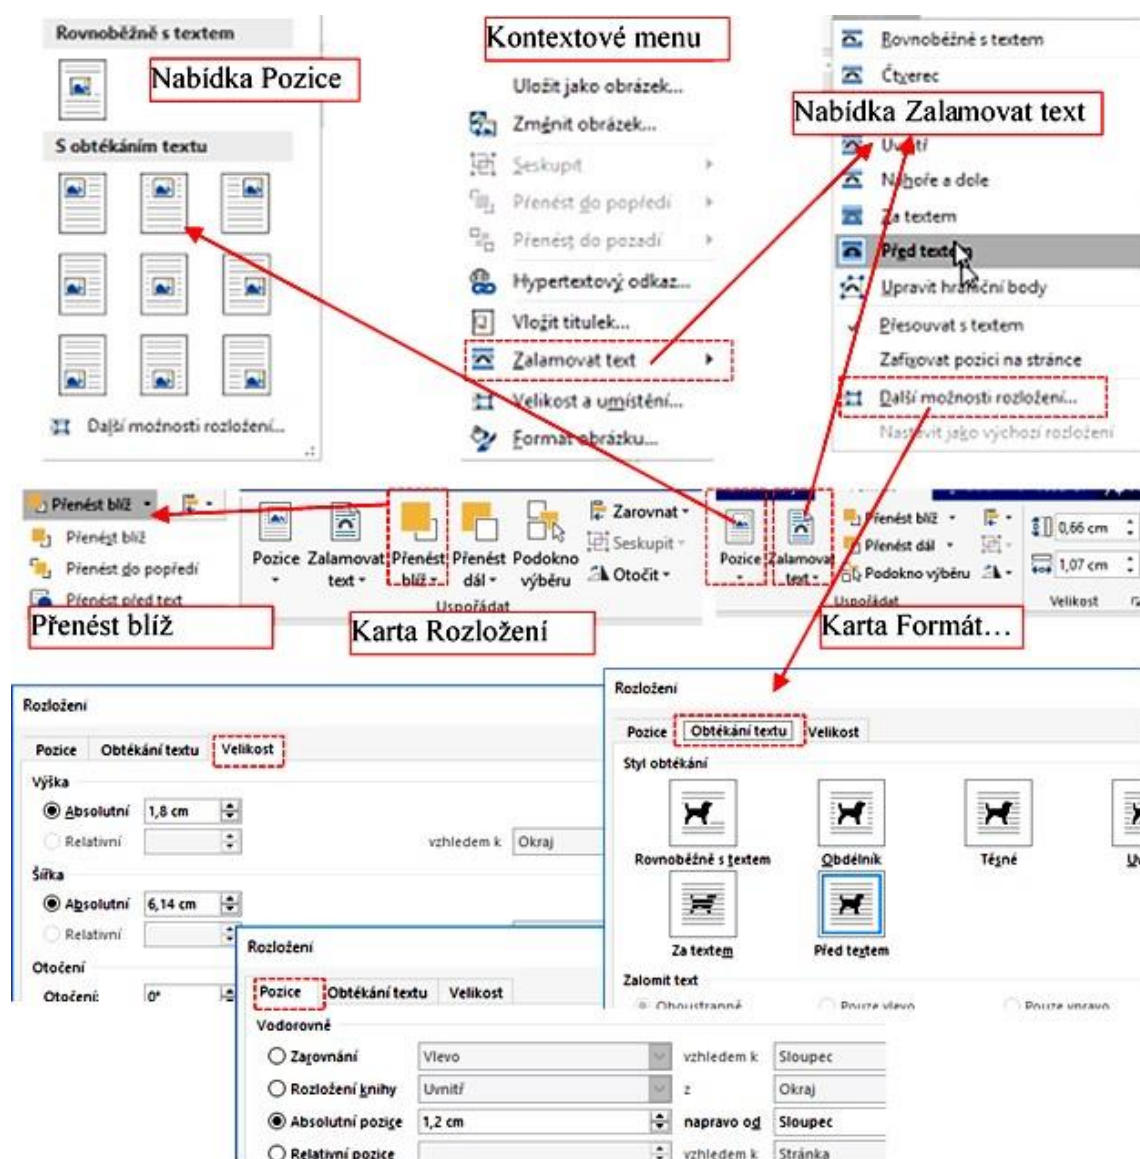 Rovnoběžně s textem
Nabídka Pozice
S obtékáním textu
Další možnosti rozložení...
Kontextové menu
Uložit jako obrázek...
Změnit obrázek...
Seskupit
Přenést do popředí
Přenést do pozadí
Hypertextový odkaz...
Vložit titulek...
Zalamovat text
Velikost a umístění...
Formát obrázku...
Rovnoběžně s textem
Čtverec
Nabídka Zalamovat text
Uvnitř
Nahoře a dole
Za textem
Před textem
Upravit hraniční body
Přesouvat s textem
Zafixovat pozici na stránce
Další možnosti rozložení...
Nastavit jako výchozí rozložení
Přenést blíž
Přenést blíž
Přenést do popředí
Přenést před text
Přenést blíž
Pozice
Zalamovat text
Přenést blíž
Přenést dál
Podokno výběru
Zarovnat
Seskupit
Otočit
Uspořádat
Karta Rozložení
Pozice
Zalamovat text
Přenést blíž
Přenést dál
Podokno výběru
Uspořádat
0,66 cm
1,07 cm
Velikost
Karta Formát...
Rozložení
Pozice Obtékání textu Velikost
Výška
Absolutní 1,8 cm
Relativní vzhledem k Okraj
Šířka
Absolutní 6,14 cm
Relativní
Otočení
Otočení: 0°
Rozložení
Pozice Obtékání textu Velikost
Styl obtékání
Rovnoběžně s textem Obdélník Těsné
Za textem Před textem
Zalomit text
Oboustranně Pouze vlevo Pouze vpravo
Rozložení
Pozice Obtékání textu Velikost
Vodorovně
Zarovnání Vlevo vzhledem k Sloupec
Rozložení knihy Uvnitř z Okraj
Absolutní pozice 1,2 cm napravo od Sloupec
Relativní pozice vzhledem k Stránka